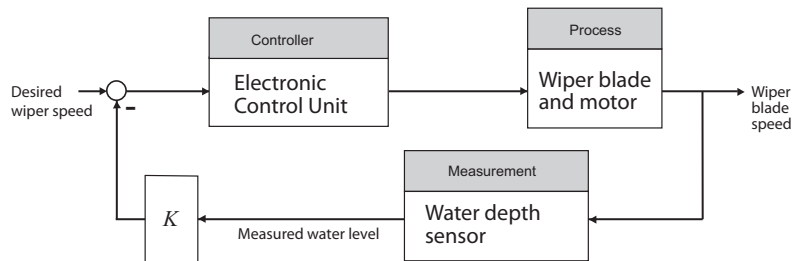 Controller
Process
Desired
wiper speed
Electronic
Control Unit
Wiper blade
and motor
Wiper
blade
speed
-
Measurement
K
Measured water level
Water depth
sensor